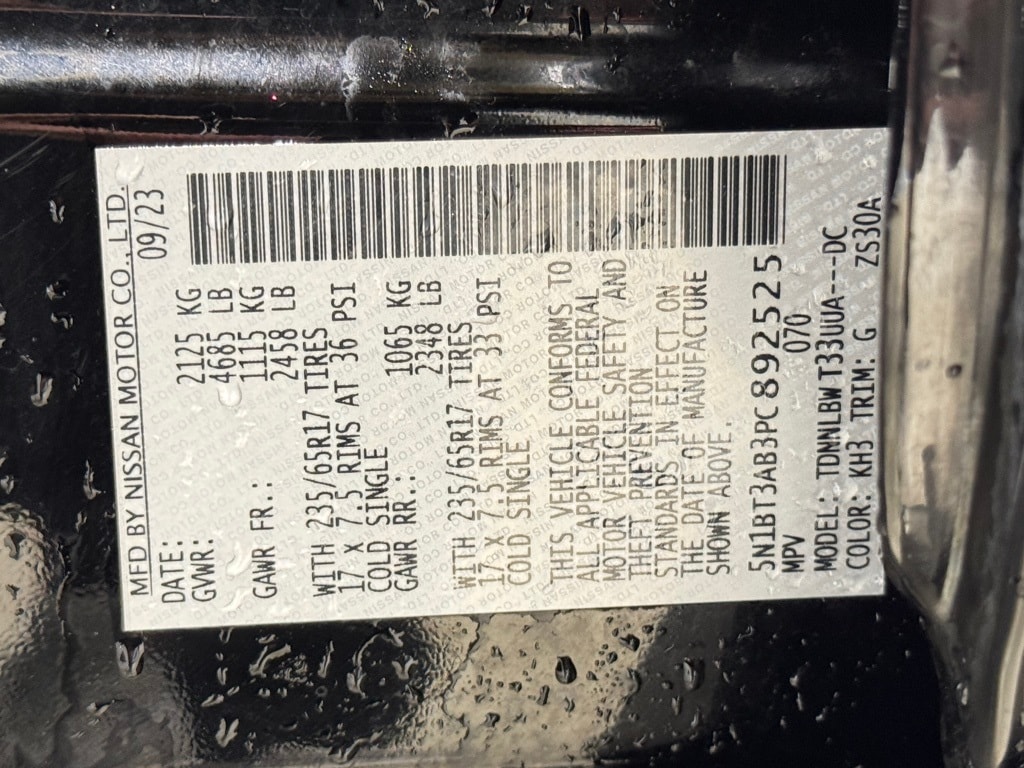 MFD BY NISSAN MOTOR CO., LTD.
DATE: 09/23
GVWR: 2125 KG
4685 LB
GAWR FR.: 1115 KG
2458 LB
WITH 235/65R17 TIRES
17 x 7.5 RIMS AT 36 PSI
COLD SINGLE
GAWR RR.: 1065 KG
2348 LB
WITH 235/65R17 TIRES
17 x 7.5 RIMS AT 33 PSI
COLD SINGLE
THIS VEHICLE CONFORMS TO
ALL APPLICABLE FEDERAL
MOTOR VEHICLE SAFETY AND
THEFT PREVENTION
STANDARDS IN EFFECT ON
THE DATE OF MANUFACTURE
SHOWN ABOVE.
5N1BT3AB3PC892525
MPV 070
MODEL: TDNNLBWT33UUA---DC
COLOR: KH3 TRIM: G ZS30A